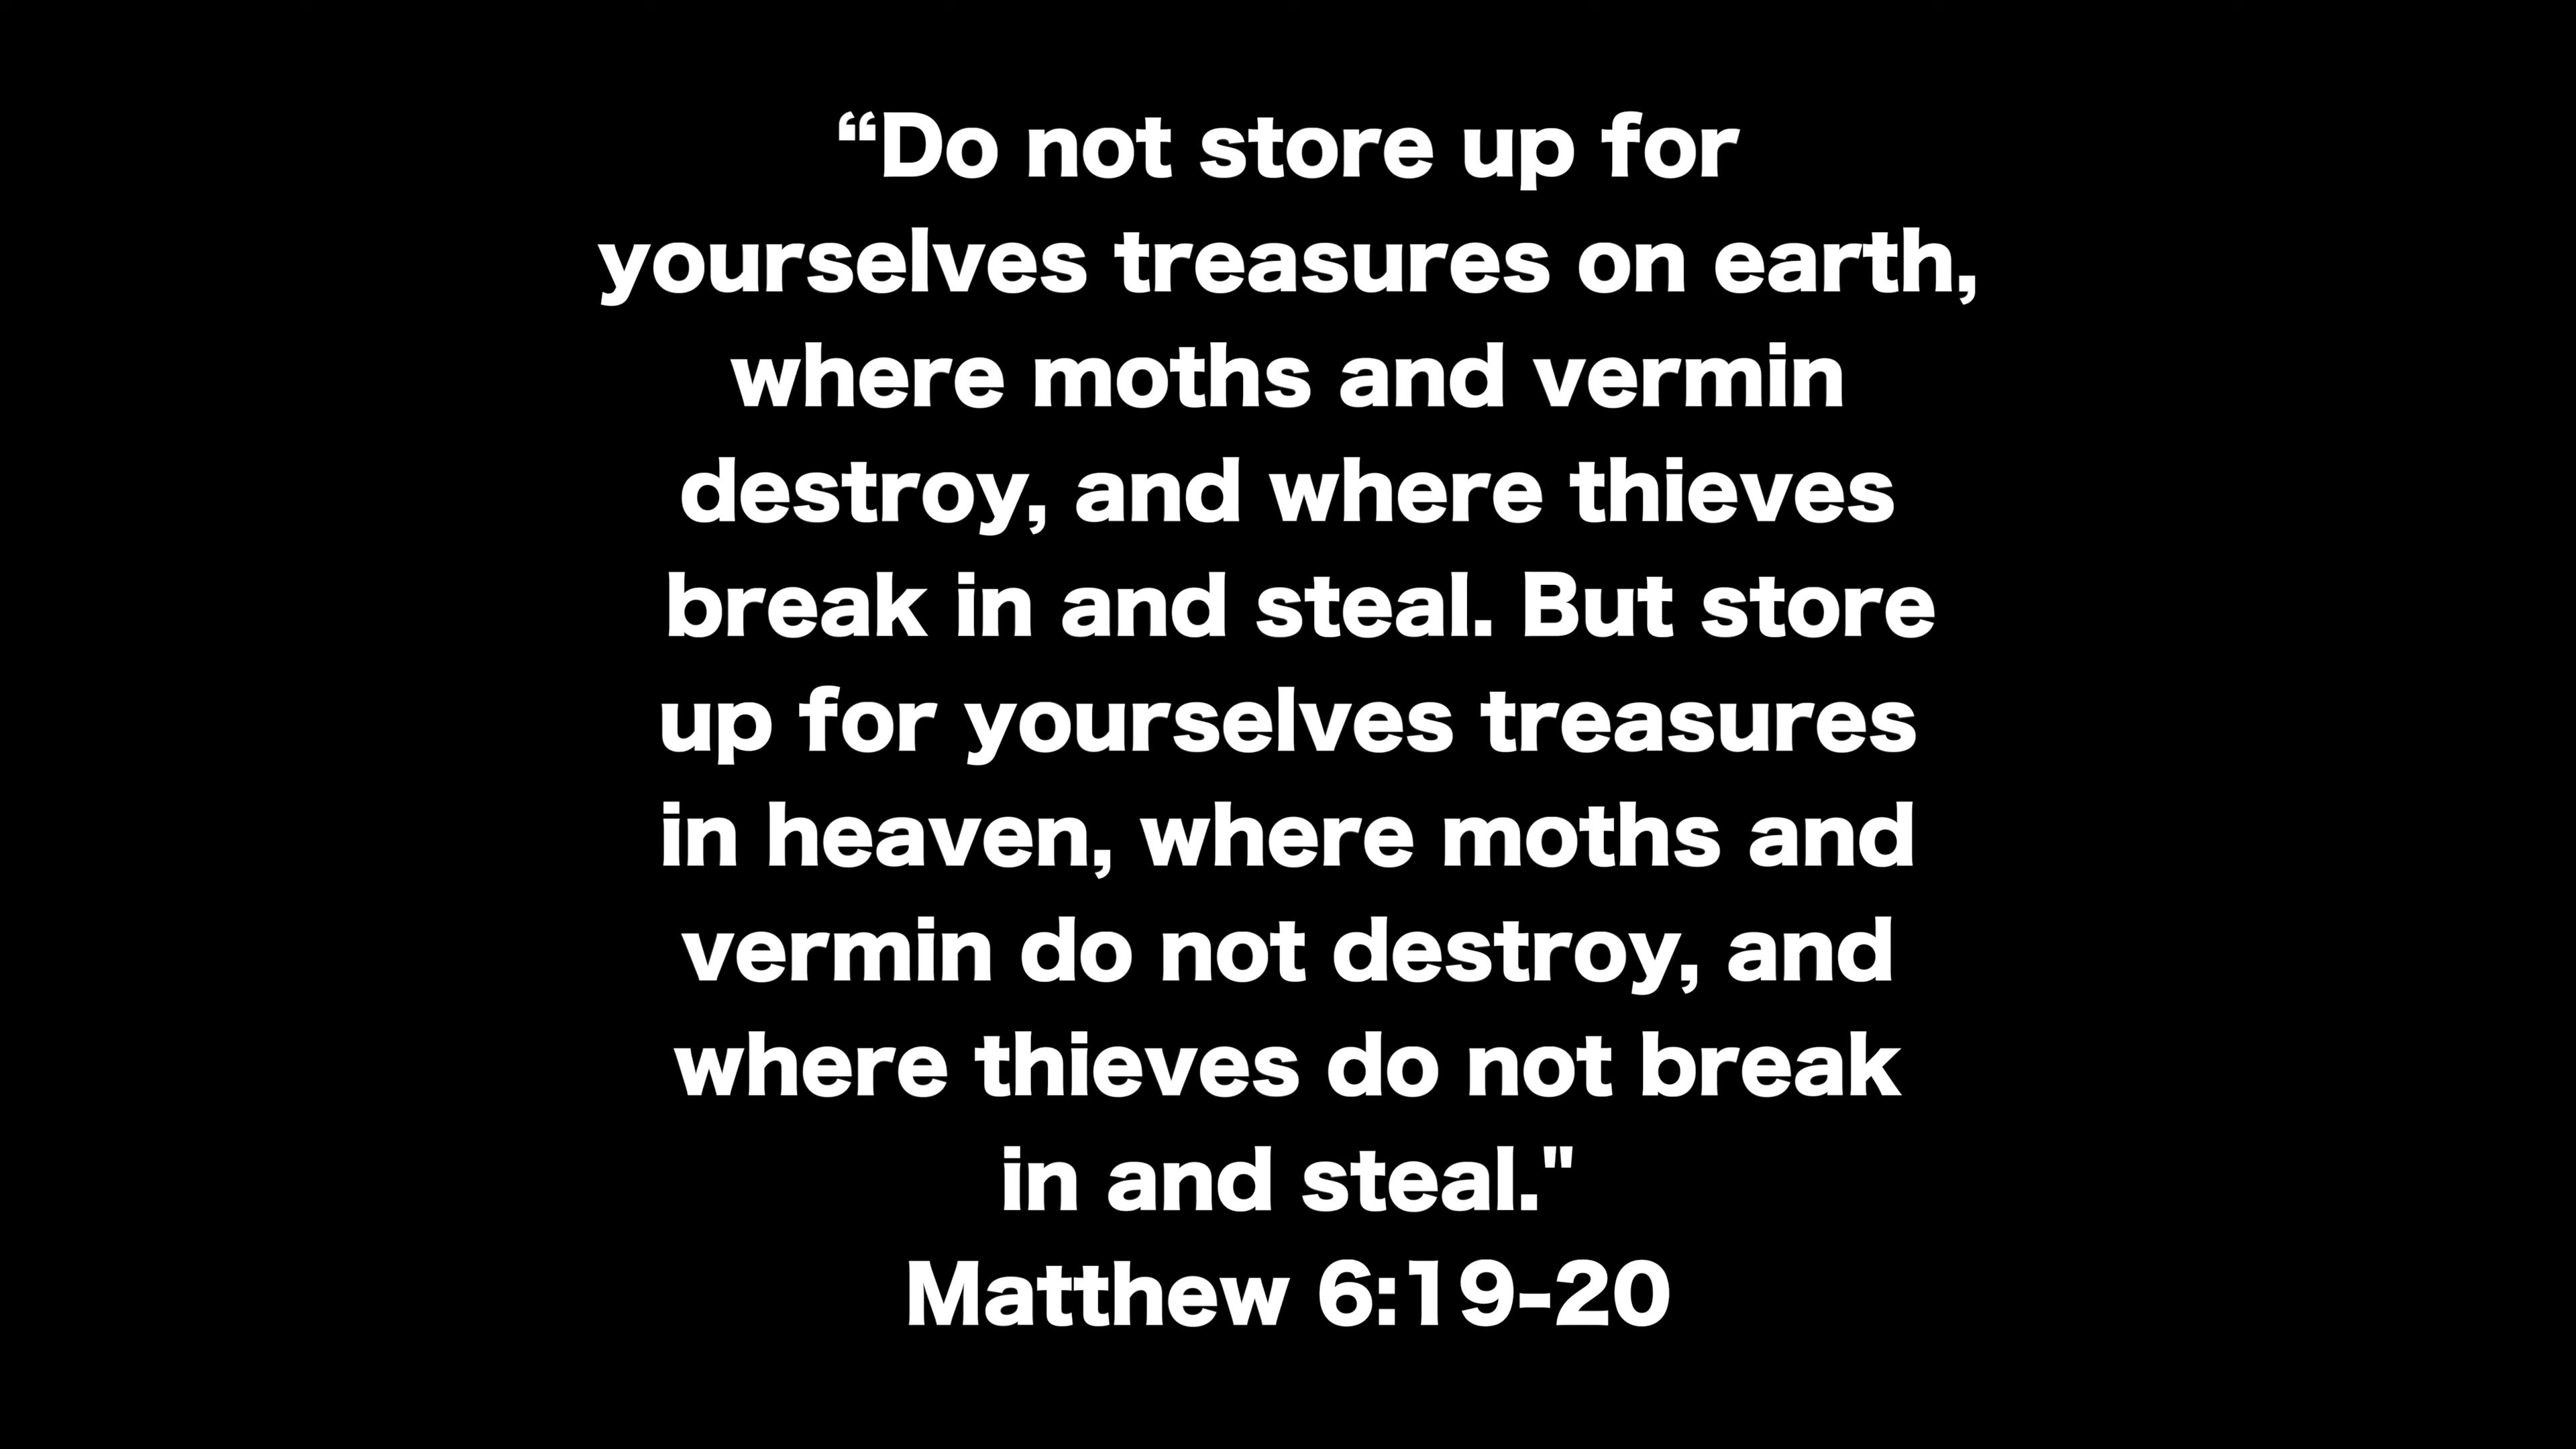 “Do not store up for
yourselves treasures on earth,
where moths and vermin
destroy, and where thieves
break in and steal. But store
up for yourselves treasures
in heaven, where moths and
vermin do not destroy, and
where thieves do not break
in and steal."
Matthew 6:19-20